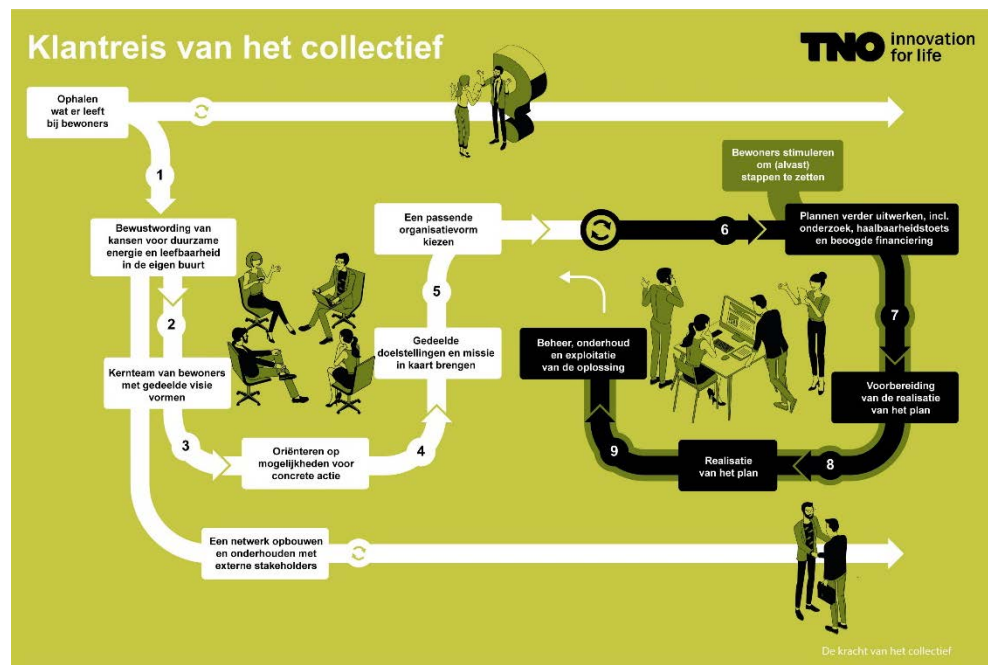 Klantreis van het collectief
TNO innovation
for life
Ophalen
wat er leeft
bij bewoners
1
Bewustwording van
kansen voor duurzame
energie en leefbaarheid
in de eigen buurt
2
Kernteam van bewoners
met gedeelde visie
vormen
3
Oriënteren op
mogelijkheden voor
concrete actie
4
Gedeelde
doelstellingen en missie
in kaart brengen
5
Een passende
organisatievorm
kiezen
6
Bewoners stimuleren
om (alvast)
stappen te zetten
Plannen verder uitwerken, incl.
onderzoek, haalbaarheidstoets
en beoogde financiering
7
Voorbereiding
van de realisatie
van het plan
8
Realisatie
van het plan
9
Beheer, onderhoud
en exploitatie
van de oplossing
Een netwerk opbouwen
en onderhouden met
externe stakeholders
De kracht van het collectief